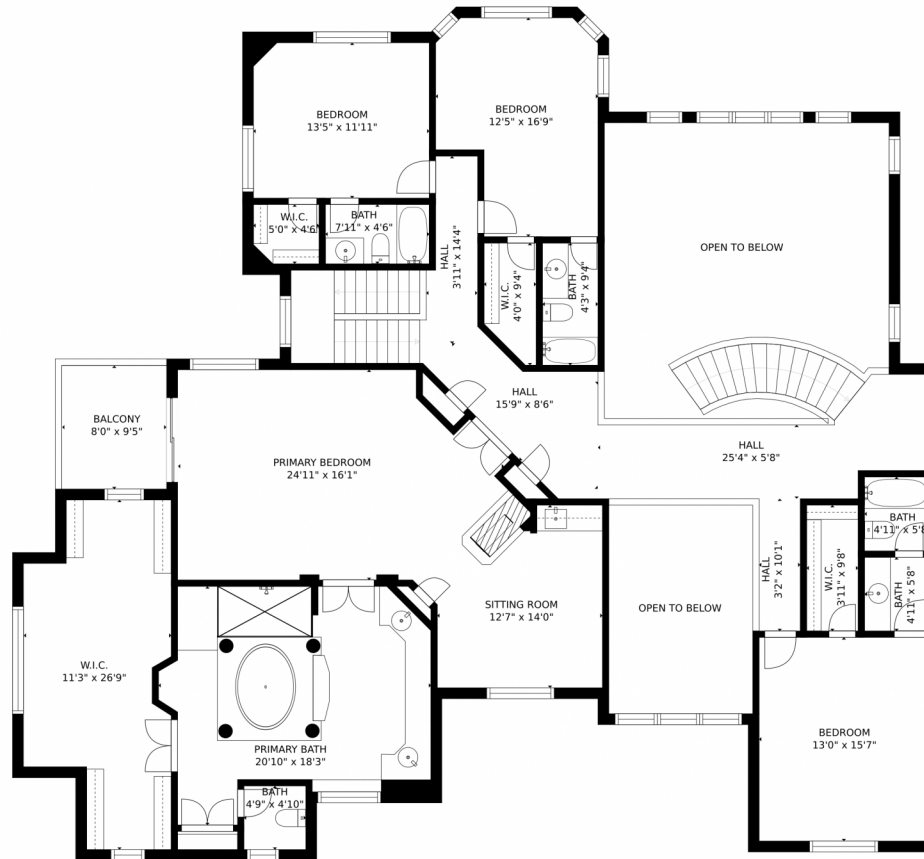 BEDROOM
13'5" x 11'11"
BEDROOM
12'5" x 16'9"
W.I.C.
5'0" x 4'6"
BATH
7'11" x 4'6"
HALL
3'11" x 14'4"
W.I.C.
4'0" x 9'4"
BATH
4'3" x 9'4"
OPEN TO BELOW
HALL
15'9" x 8'6"
BALCONY
8'0" x 9'5"
PRIMARY BEDROOM
24'11" x 16'1"
HALL
25'4" x 5'8"
BATH
4'11" x 5'8
HALL
3'2" x 10'1"
W.I.C.
3'11" x 9'8"
BATH
4'11" x 5'8"
SITTING ROOM
12'7" x 14'0"
OPEN TO BELOW
W.I.C.
11'3" x 26'9"
PRIMARY BATH
20'10" x 18'3"
BEDROOM
13'0" x 15'7"
BATH
4'9" x 4'10"